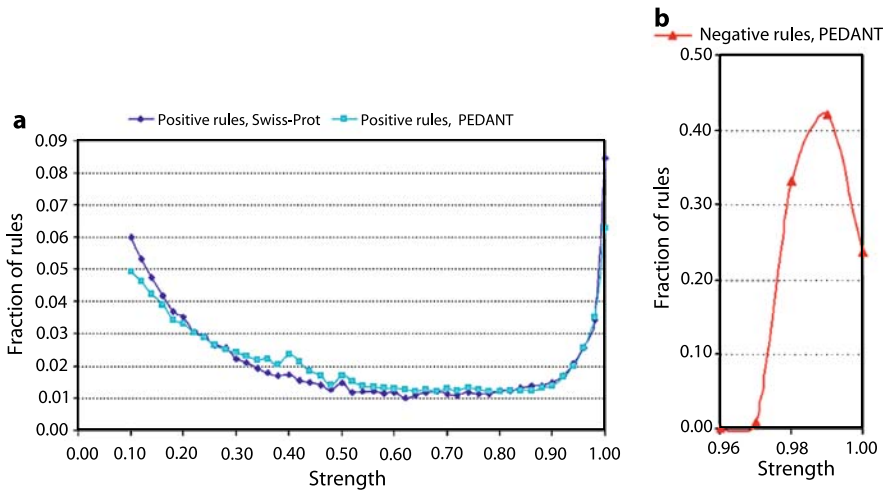 a
Positive rules, Swiss-Prot Positive rules, PEDANT
Fraction of rules
0.09
0.08
0.07
0.06
0.05
0.04
0.03
0.02
0.01
0.00
0.00 0.10 0.20 0.30 0.40 0.50 0.60 0.70 0.80 0.90 1.00
Strength
b
Negative rules, PEDANT
Fraction of rules
0.50
0.40
0.30
0.20
0.10
0.00
0.96 0.98 1.00
Strength